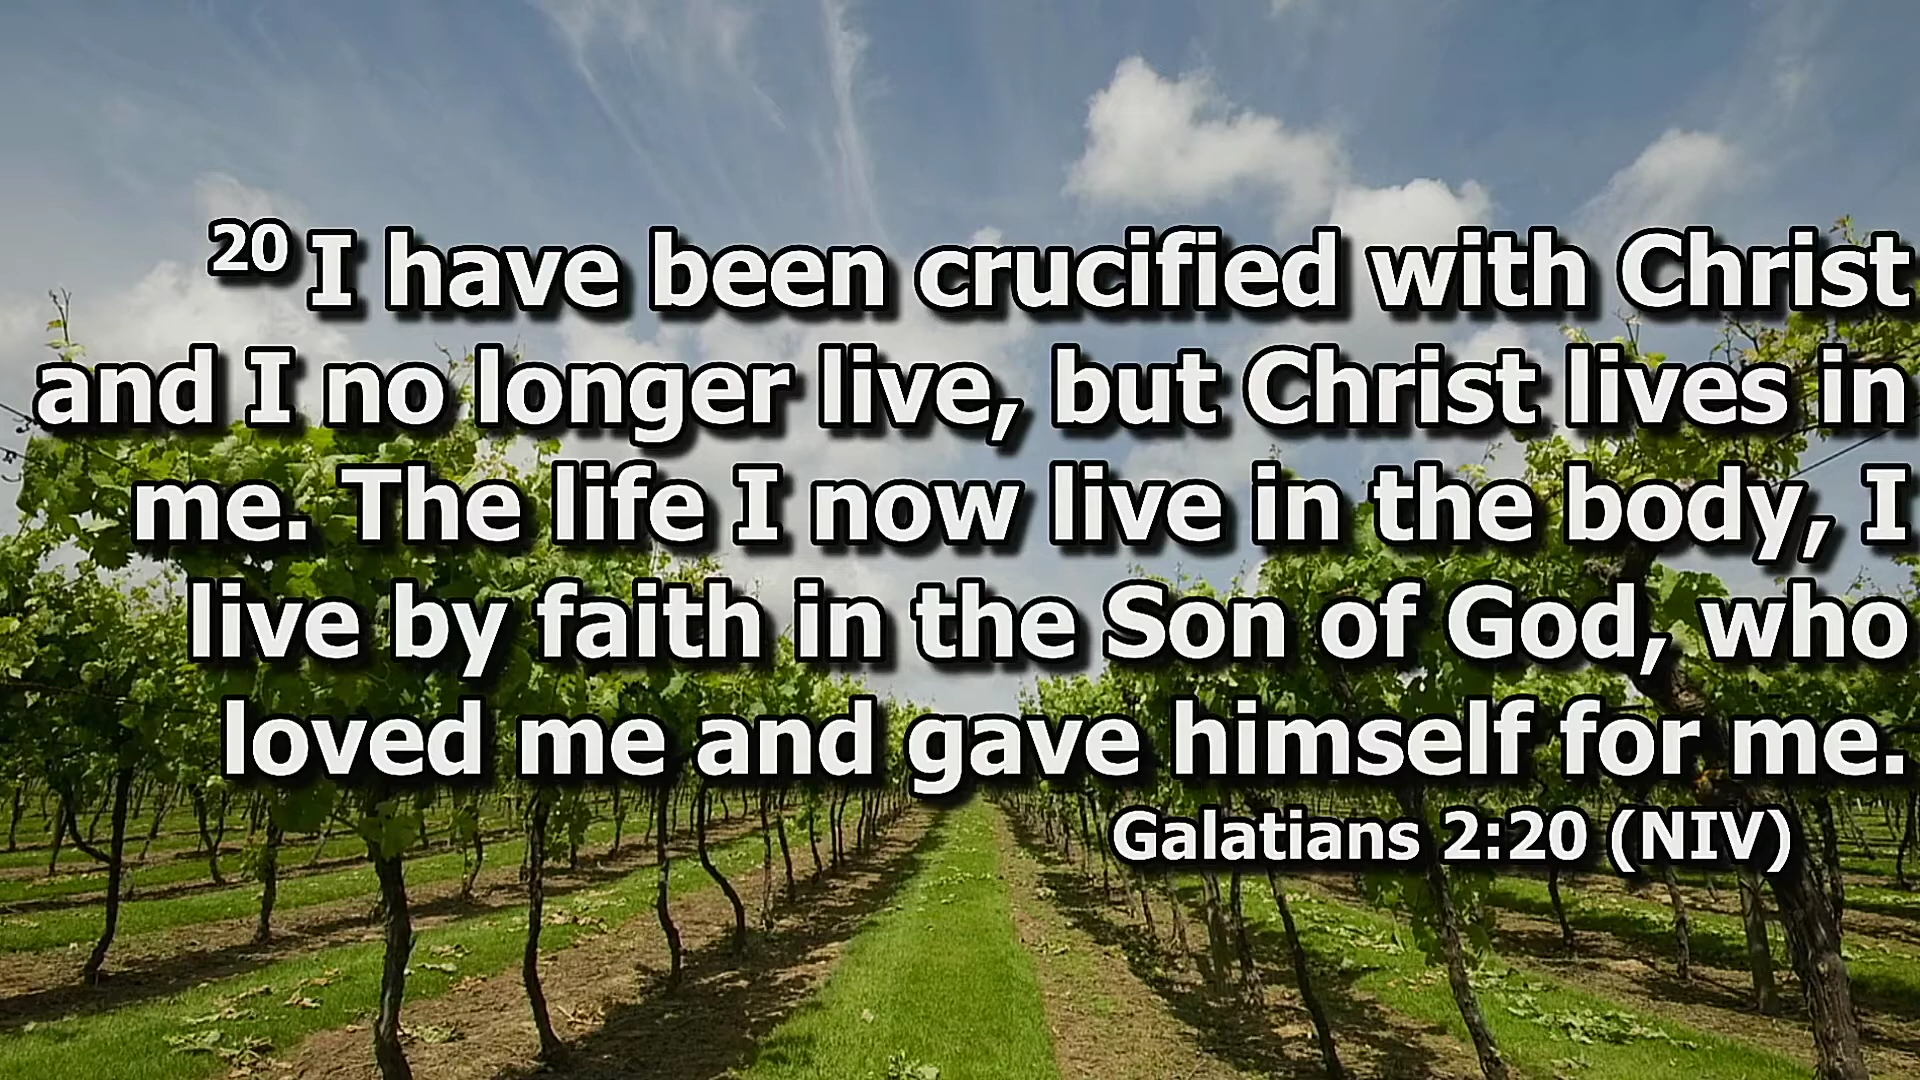 20 I have been crucified with Christ
and I no longer live, but Christ lives in
me. The life I now live in the body, I
live by faith in the Son of God, who
loved me and gave himself for me.
Galatians 2:20 (NIV)